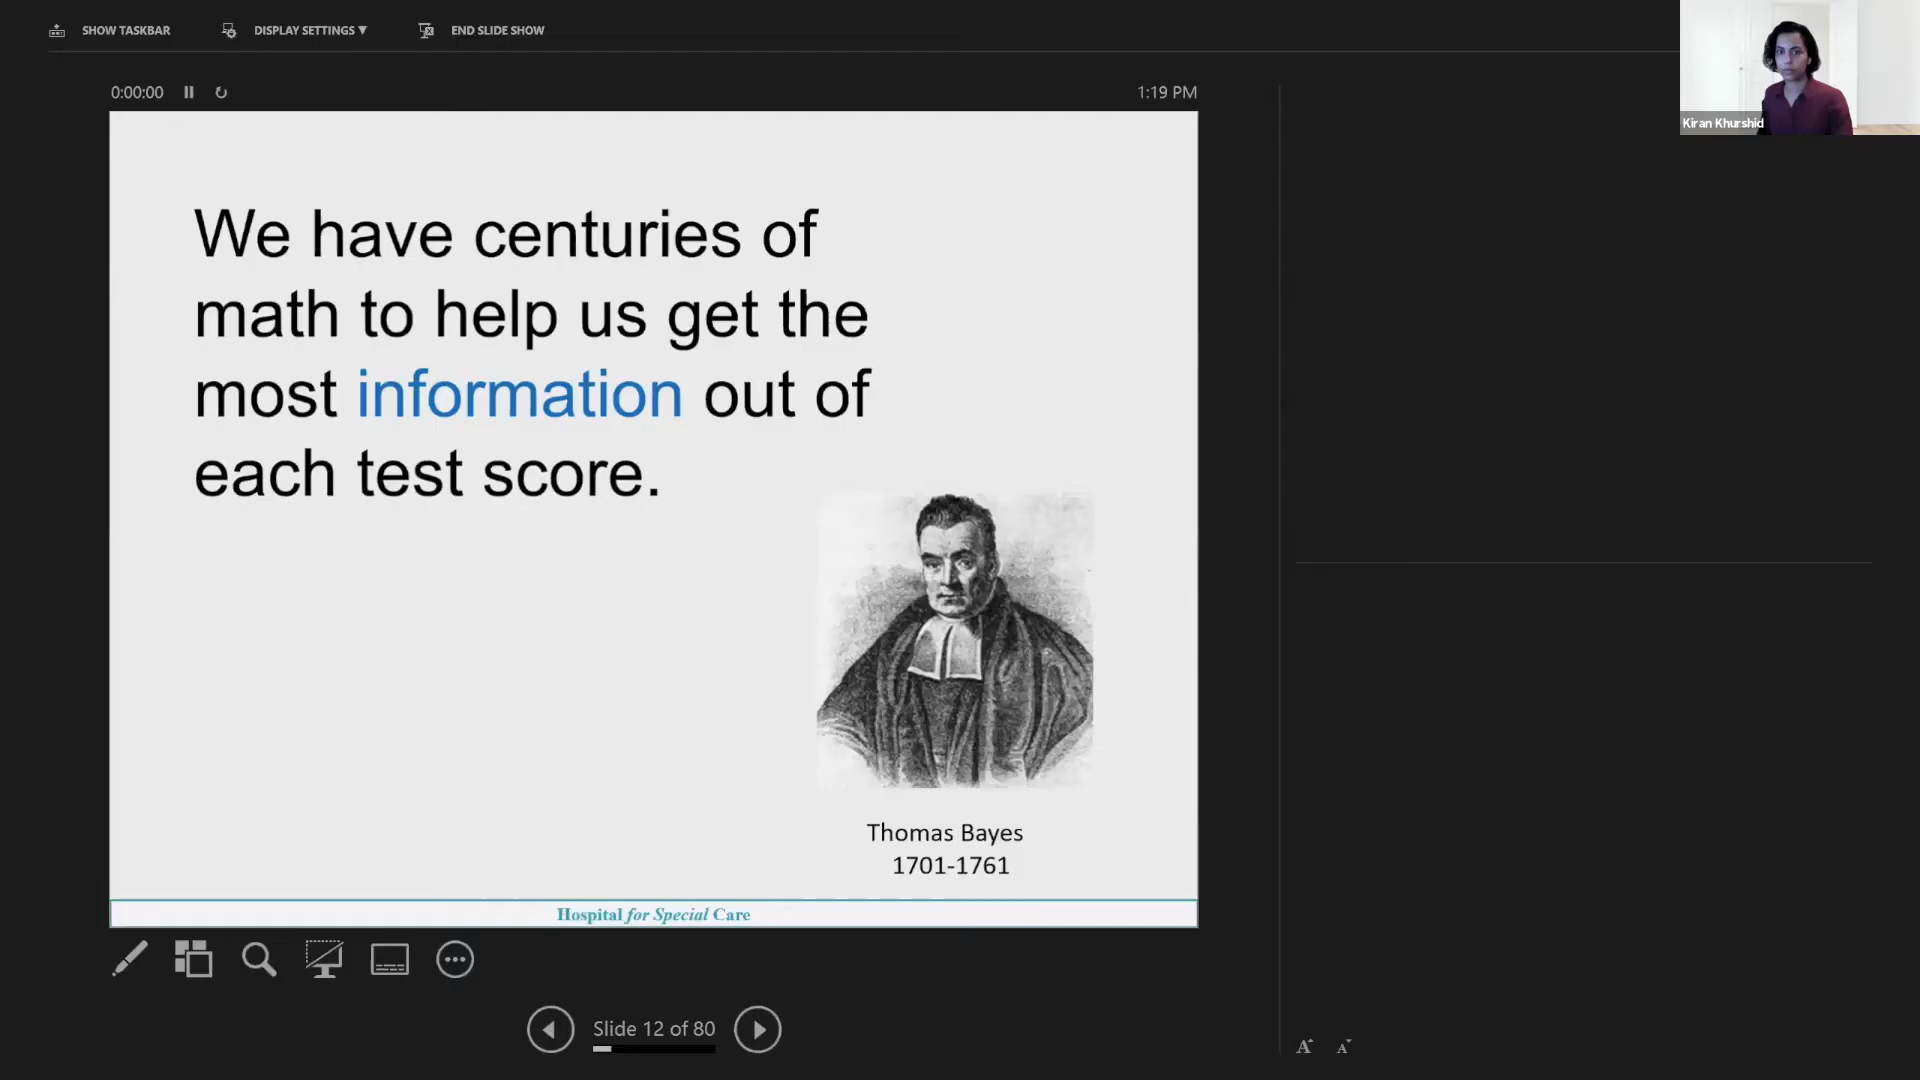 SHOW TASKBAR
DISPLAY SETTINGS ▼
END SLIDE SHOW
0:00:00
1:19 PM
Kiran Khurshid
We have centuries of
math to help us get the
most information out of
each test score.
Thomas Bayes
1701-1761
Hospital for Special Care
Slide 12 of 80
A A